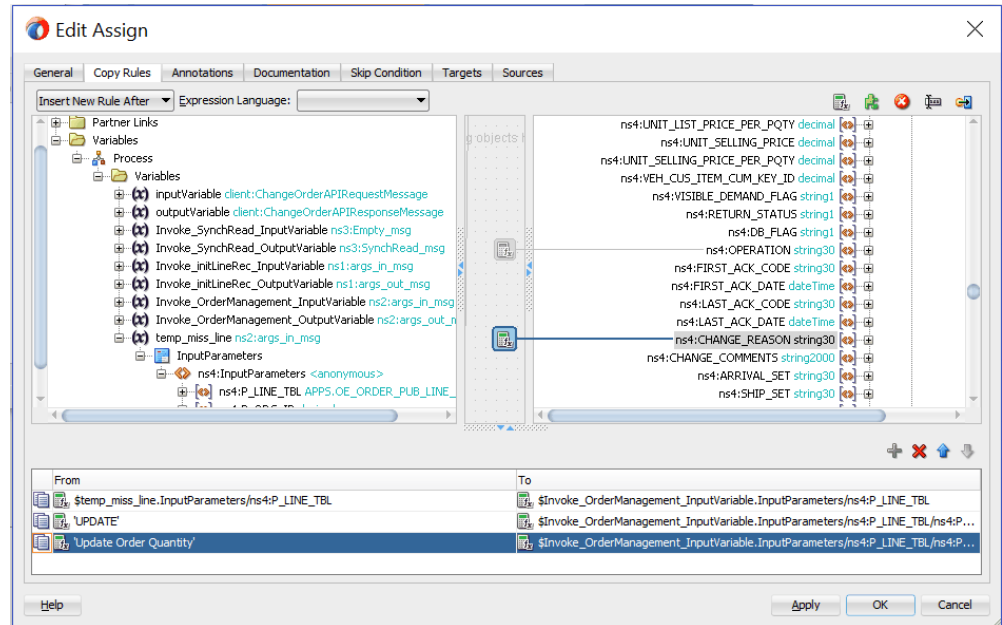 Edit Assign
General Copy Rules Annotations Documentation Skip Condition Targets Sources
Insert New Rule After Expression Language:
Partner Links
Variables
Process
Variables
(x) inputVariable client:ChangeOrderAPIRequestMessage
(x) outputVariable client:ChangeOrderAPIResponseMessage
(x) Invoke_SynchRead_InputVariable ns3:Empty_msg
(x) Invoke_SynchRead_OutputVariable ns3:SynchRead_msg
(x) Invoke_initLineRec_InputVariable ns1:args_in_msg
(x) Invoke_initLineRec_OutputVariable ns1:args_out_msg
(x) Invoke_OrderManagement_InputVariable ns2:args_in_msg
(x) Invoke_OrderManagement_OutputVariable ns2:args_out_n
(x) temp_miss_line ns2:args_in_msg
InputParameters
ns4:InputParameters <anonymous>
ns4:P_LINE_TBL APPS.OE_ORDER_PUB_LINE_
g objects
ns4:UNIT_LIST_PRICE_PER_PQTY decimal
ns4:UNIT_SELLING_PRICE decimal
ns4:UNIT_SELLING_PRICE_PER_PQTY decimal
ns4:VEH_CUS_ITEM_CUM_KEY_ID decimal
ns4:VISIBLE_DEMAND_FLAG string1
ns4:RETURN_STATUS string1
ns4:DB_FLAG string1
ns4:OPERATION string30
ns4:FIRST_ACK_CODE string30
ns4:FIRST_ACK_DATE dateTime
ns4:LAST_ACK_CODE string30
ns4:LAST_ACK_DATE dateTime
ns4:CHANGE_REASON string30
ns4:CHANGE_COMMENTS string2000
ns4:ARRIVAL_SET string30
ns4:SHIP_SET string30
From To
$temp_miss_line.InputParameters/ns4:P_LINE_TBL $Invoke_OrderManagement_InputVariable.InputParameters/ns4:P_LINE_TBL
'UPDATE' $Invoke_OrderManagement_InputVariable.InputParameters/ns4:P_LINE_TBL/ns4:P...
'Update Order Quantity' $Invoke_OrderManagement_InputVariable.InputParameters/ns4:P_LINE_TBL/ns4:P...
Help Apply OK Cancel